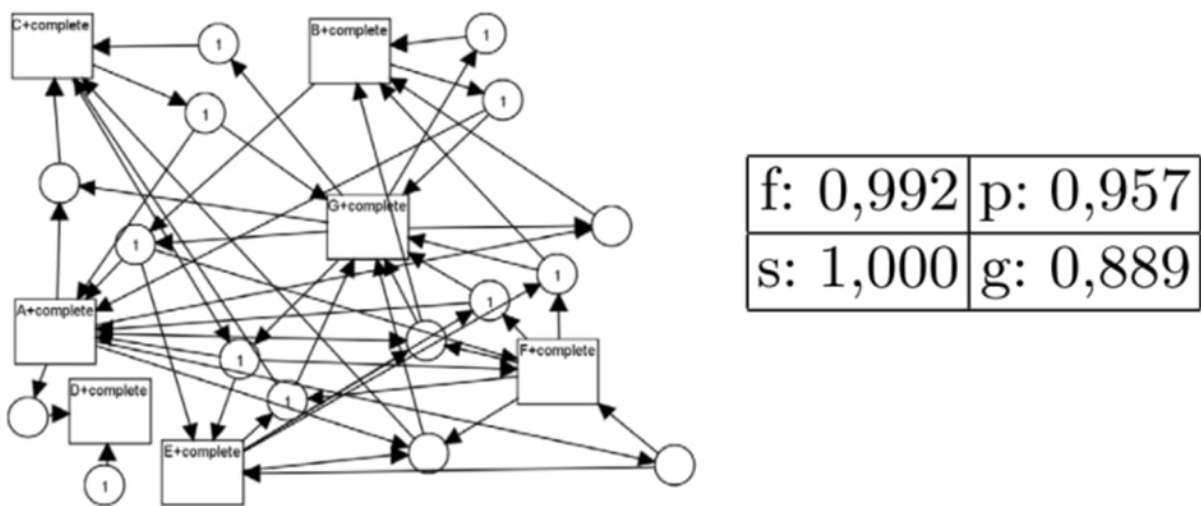 C+complete
1
B+complete
1
1
1
G+complete
1
1
1
A+complete
1
F+complete
1
D+complete
E+complete
1
f: 0,992 p: 0,957
s: 1,000 g: 0,889